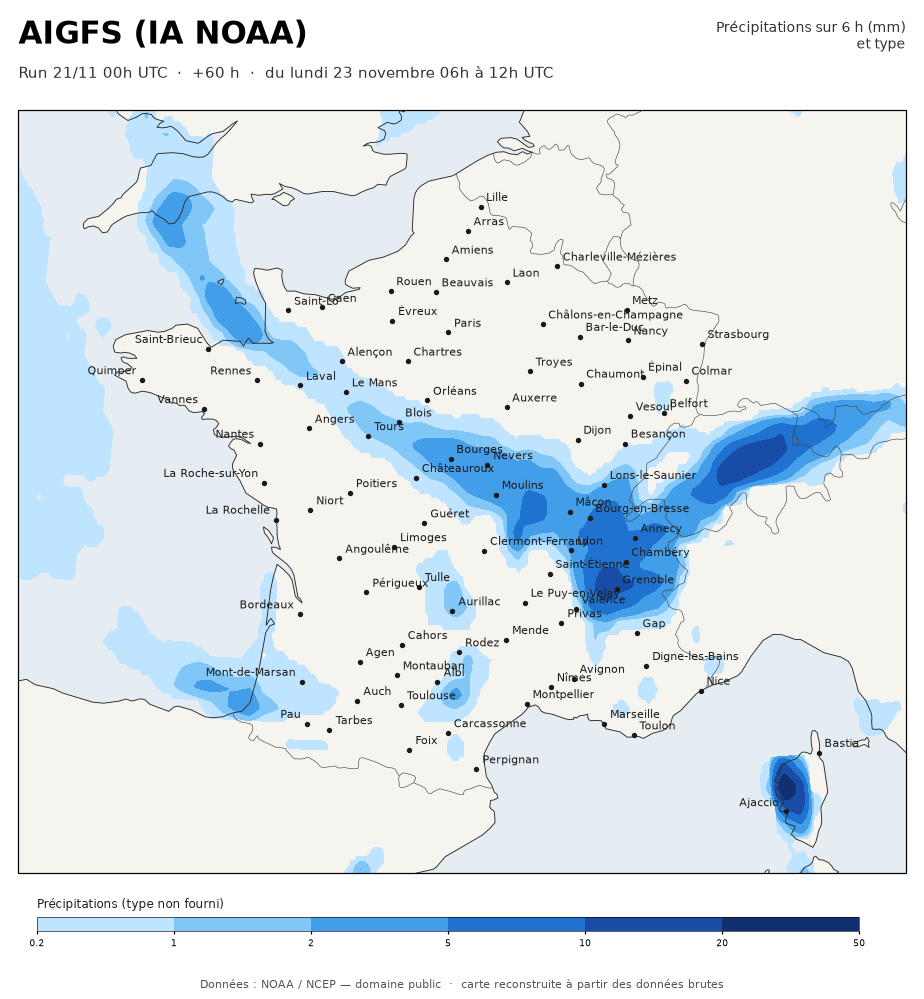 AIGFS (IA NOAA)
Précipitations sur 6 h (mm)
et type
Run 21/11 00h UTC · +60 h · du lundi 23 novembre 06h à 12h UTC
Lille
Arras
Amiens
Charleville-Mézières
Laon
Rouen
Beauvais
Saint-Lô
Caen
Metz
Évreux
Châlons-en-Champagne
Paris
Bar-le-Duc
Nancy
Strasbourg
Saint-Brieuc
Alençon
Chartres
Troyes
Épinal
Quimper
Rennes
Laval
Le Mans
Chaumont
Colmar
Vannes
Orléans
Auxerre
Vesoul
Belfort
Angers
Blois
Tours
Nantes
Dijon
Besançon
Bourges
Nevers
La Roche-sur-Yon
Châteauroux
Lons-le-Saunier
Poitiers
Moulins
Niort
La Rochelle
Guéret
Mâcon
Bourg-en-Bresse
Annecy
Limoges
Clermont-Ferrand
Lyon
Angoulême
Chambéry
Saint-Étienne
Périgueux
Tulle
Grenoble
Le Puy-en-Velay
Valence
Bordeaux
Aurillac
Privas
Gap
Mende
Cahors
Rodez
Agen
Digne-les-Bains
Mont-de-Marsan
Montauban
Albi
Avignon
Nîmes
Nice
Auch
Toulouse
Montpellier
Pau
Tarbes
Carcassonne
Marseille
Toulon
Foix
Perpignan
Bastia
Ajaccio
Précipitations (type non fourni)
0.2 1 2 5 10 20 50
Données : NOAA / NCEP — domaine public · carte reconstruite à partir des données brutes